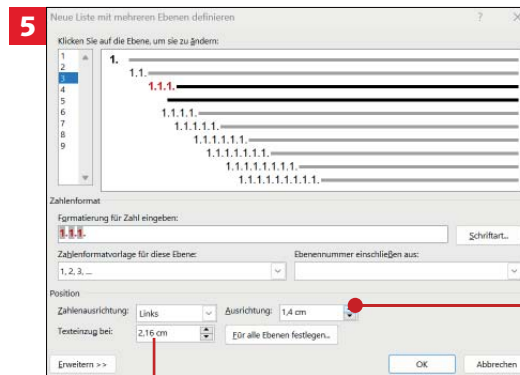 5
Neue Liste mit mehreren Ebenen definieren ? ×
Klicken Sie auf die Ebene, um sie zu ändern:
1
2
3
4
5
6
7
8
9
1.
1.1.
1.1.1.
1.1.1.1.
1.1.1.1.1.
1.1.1.1.1.1.
1.1.1.1.1.1.1.
1.1.1.1.1.1.1.1.
1.1.1.1.1.1.1.1.1.
Zahlenformat
Formatierung für Zahl eingeben:
1.1.1. Schriftart...
Zahlenformatvorlage für diese Ebene: Ebenennummer einschließen aus:
1, 2, 3, ...
Position
Zahlenausrichtung: Links Ausrichtung: 1,4 cm
Texteinzug bei: 2,16 cm Für alle Ebenen festlegen...
Erweitern >> OK Abbrechen